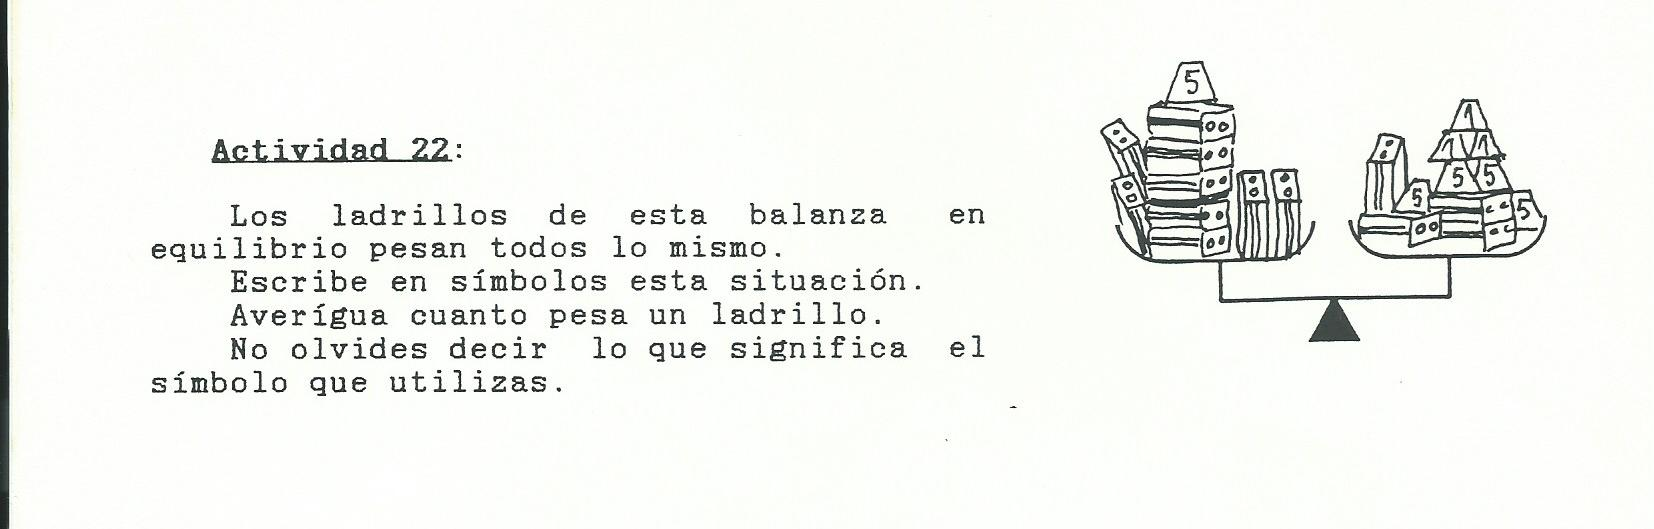 Actividad 22:
Los ladrillos de esta balanza en
equilibrio pesan todos lo mismo.
Escribe en símbolos esta situación.
Averígua cuanto pesa un ladrillo.
No olvides decir lo que significa el
símbolo que utilizas.
5
1
1 1
5 5
5
5